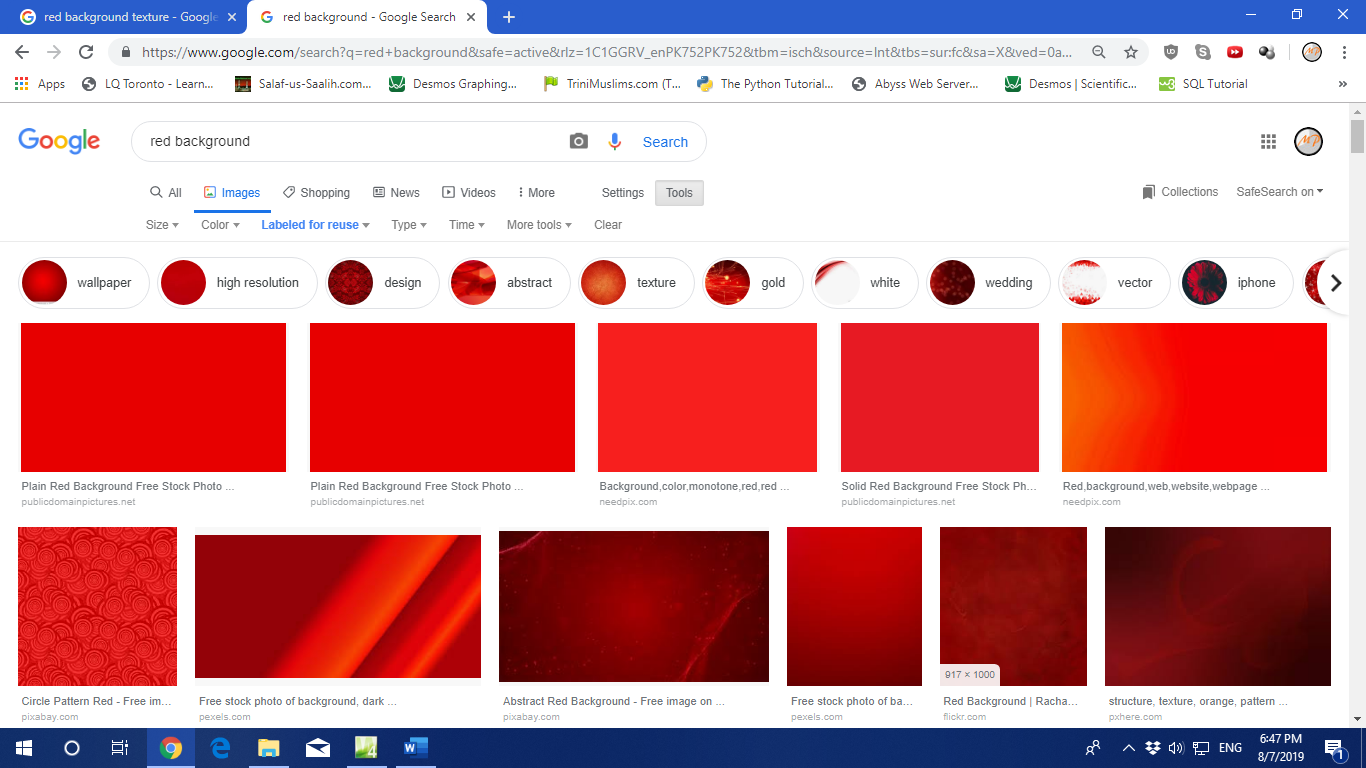 red background texture - Google
red background - Google Search
https://www.google.com/search?q=red+background&safe=active&rlz=1C1GGRV_enPK752PK752&tbm=isch&source=lnt&tbs=sur:fc&sa=X&ved=0a...
Apps LQ Toronto - Learn... Salaf-us-Saalih.com... Desmos Graphing... TriniMuslims.com (T... The Python Tutorial... Abyss Web Server... Desmos | Scientific... SQL Tutorial »
Google red background Search MP
All Images Shopping News Videos More Settings Tools Collections SafeSearch on
Size Color Labeled for reuse Type Time More tools Clear
wallpaper high resolution design abstract texture gold white wedding vector iphone
Plain Red Background Free Stock Photo ... Plain Red Background Free Stock Photo ... Background,color,monotone,red,red ... Solid Red Background Free Stock Ph... Red,background,web,website,webpage ...
publicdomainpictures.net publicdomainpictures.net needpix.com publicdomainpictures.net needpix.com
917 × 1000
Circle Pattern Red - Free im... Free stock photo of background, dark ... Abstract Red Background - Free image on ... Free stock photo of ba... Red Background | Racha... structure, texture, orange, pattern ...
pixabay.com pexels.com pixabay.com pexels.com flickr.com pxhere.com
ENG 6:47 PM
8/7/2019 1